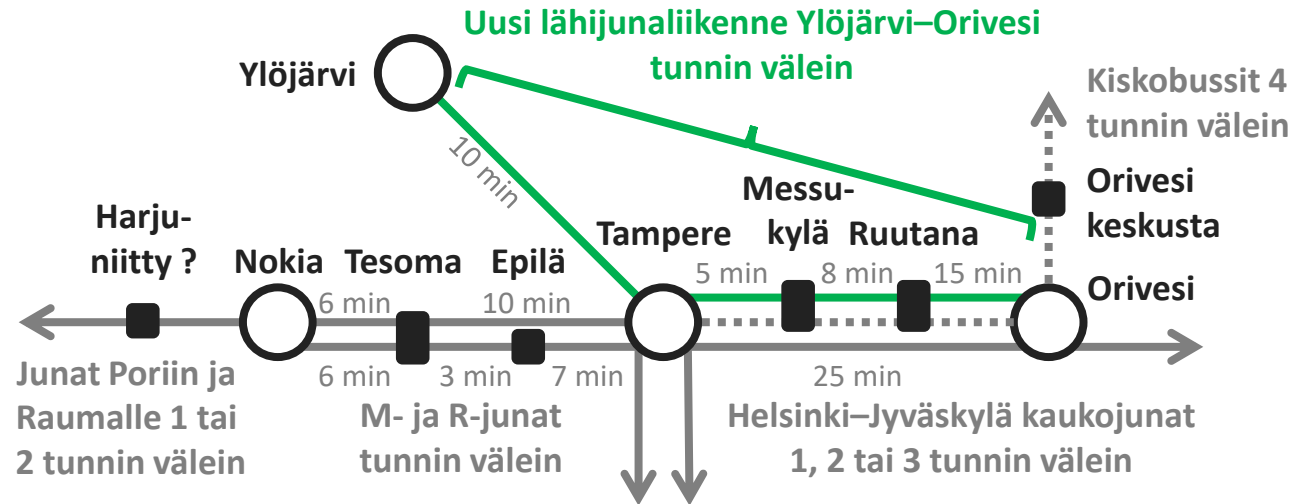 Uusi lähijunaliikenne Ylöjärvi–Orivesi
tunnin välein
Ylöjärvi
Kiskobussit 4
tunnin välein
10 min
Messu-
kylä
Orivesi
keskusta
Harju-
niitty ?
Nokia
Tesoma
Epilä
Tampere
Ruutana
6 min
10 min
5 min
8 min
15 min
Orivesi
6 min
3 min
7 min
25 min
Junat Poriin ja
Raumalle 1 tai
2 tunnin välein
M- ja R-junat
tunnin välein
Helsinki–Jyväskylä kaukojunat
1, 2 tai 3 tunnin välein